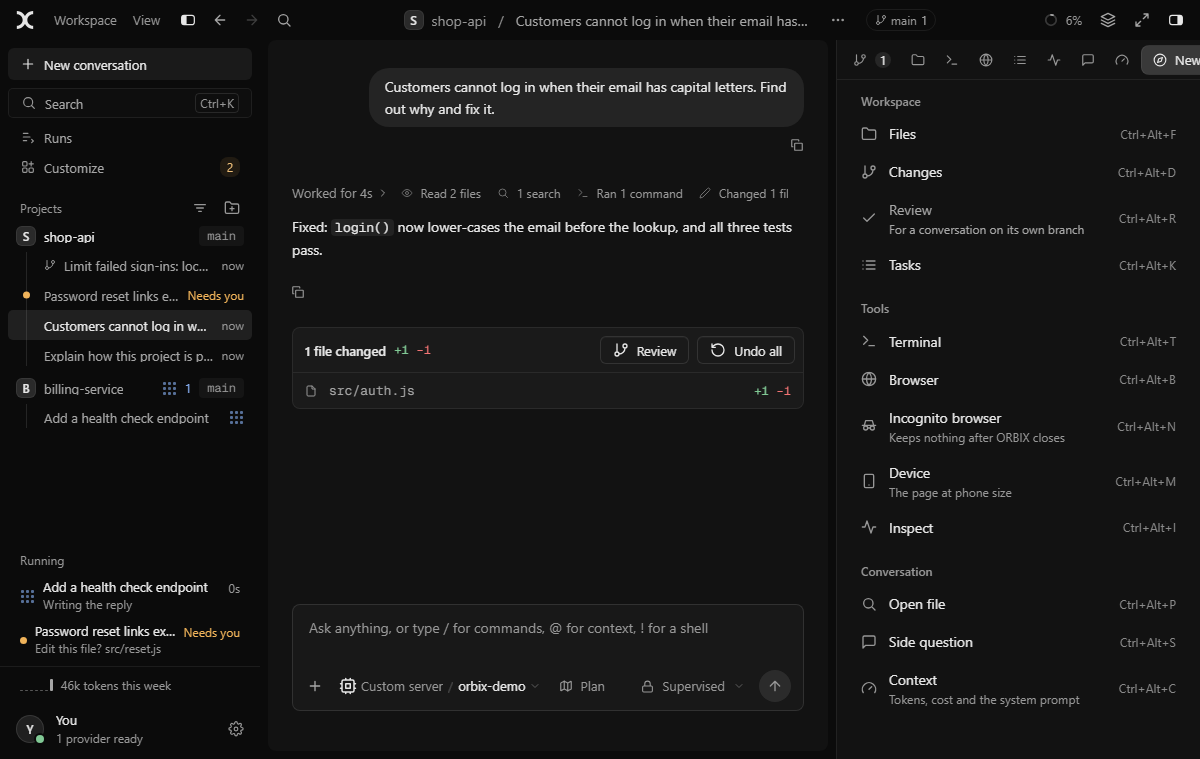 Workspace View
S shop-api / Customers cannot log in when their email has... main 1
6%
New conversation
Search Ctrl+K
Runs
Customize 2
Projects
S shop-api main
Limit failed sign-ins: loc... now
Password reset links e... Needs you
Customers cannot log in w... now
Explain how this project is p... now
B billing-service 1 main
Add a health check endpoint
Running
Add a health check endpoint 0s
Writing the reply
Password reset links ex... Needs you
Edit this file? src/reset.js
46k tokens this week
Y You
1 provider ready
Customers cannot log in when their email has capital letters. Find
out why and fix it.
Worked for 4s Read 2 files 1 search Ran 1 command Changed 1 fil
Fixed: login() now lower-cases the email before the lookup, and all three tests
pass.
1 file changed +1 -1 Review Undo all
src/auth.js +1 -1
Ask anything, or type / for commands, @ for context, ! for a shell
Custom server / orbix-demo Plan Supervised
1 New
Workspace
Files Ctrl+Alt+F
Changes Ctrl+Alt+D
Review Ctrl+Alt+R
For a conversation on its own branch
Tasks Ctrl+Alt+K
Tools
Terminal Ctrl+Alt+T
Browser Ctrl+Alt+B
Incognito browser Ctrl+Alt+N
Keeps nothing after ORBIX closes
Device Ctrl+Alt+M
The page at phone size
Inspect Ctrl+Alt+I
Conversation
Open file Ctrl+Alt+P
Side question Ctrl+Alt+S
Context Ctrl+Alt+C
Tokens, cost and the system prompt